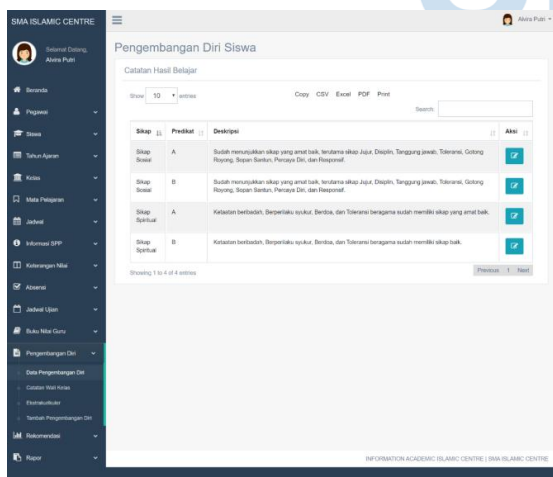 SMA ISLAMIC CENTRE
Alvira Putri
Selamat Datang,
Alvira Putri
Beranda
Pegawai
Siswa
Tahun Ajaran
Kelas
Mata Pelajaran
Jadwal
Informasi SPP
Keterangan Nilai
Absensi
Jadwal Ujian
Buku Nilai Guru
Pengembangan Diri
Data Pengembangan Diri
Catatan Wali Kelas
Ekstrakurikuler
Tambah Pengembangan Diri
Rekomendasi
Rapor
Pengembangan Diri Siswa
Catatan Hasil Belajar
Show 10 entries
Copy CSV Excel PDF Print
Search:
Sikap Predikat Deskripsi Aksi
Sikap Sosial A Sudah menunjukkan sikap yang amat baik, terutama sikap Jujur, Disiplin, Tanggung jawab, Toleransi, Gotong
Royong, Sopan Santun, Percaya Diri, dan Responsif.
Sikap Sosial B Sudah menunjukkan sikap yang amat baik, terutama sikap Jujur, Disiplin, Tanggung jawab, Toleransi, Gotong
Royong, Sopan Santun, Percaya Diri, dan Responsif.
Sikap Spiritual A Ketaatan beribadah, Berperilaku syukur, Berdoa, dan Toleransi beragama sudah memiliki sikap yang amat baik.
Sikap Spiritual B Ketaatan beribadah, Berperilaku syukur, Berdoa, dan Toleransi beragama sudah memiliki sikap baik.
Showing 1 to 4 of 4 entries
Previous 1 Next
INFORMATION ACADEMIC ISLAMIC CENTRE | SMA ISLAMIC CENTRE